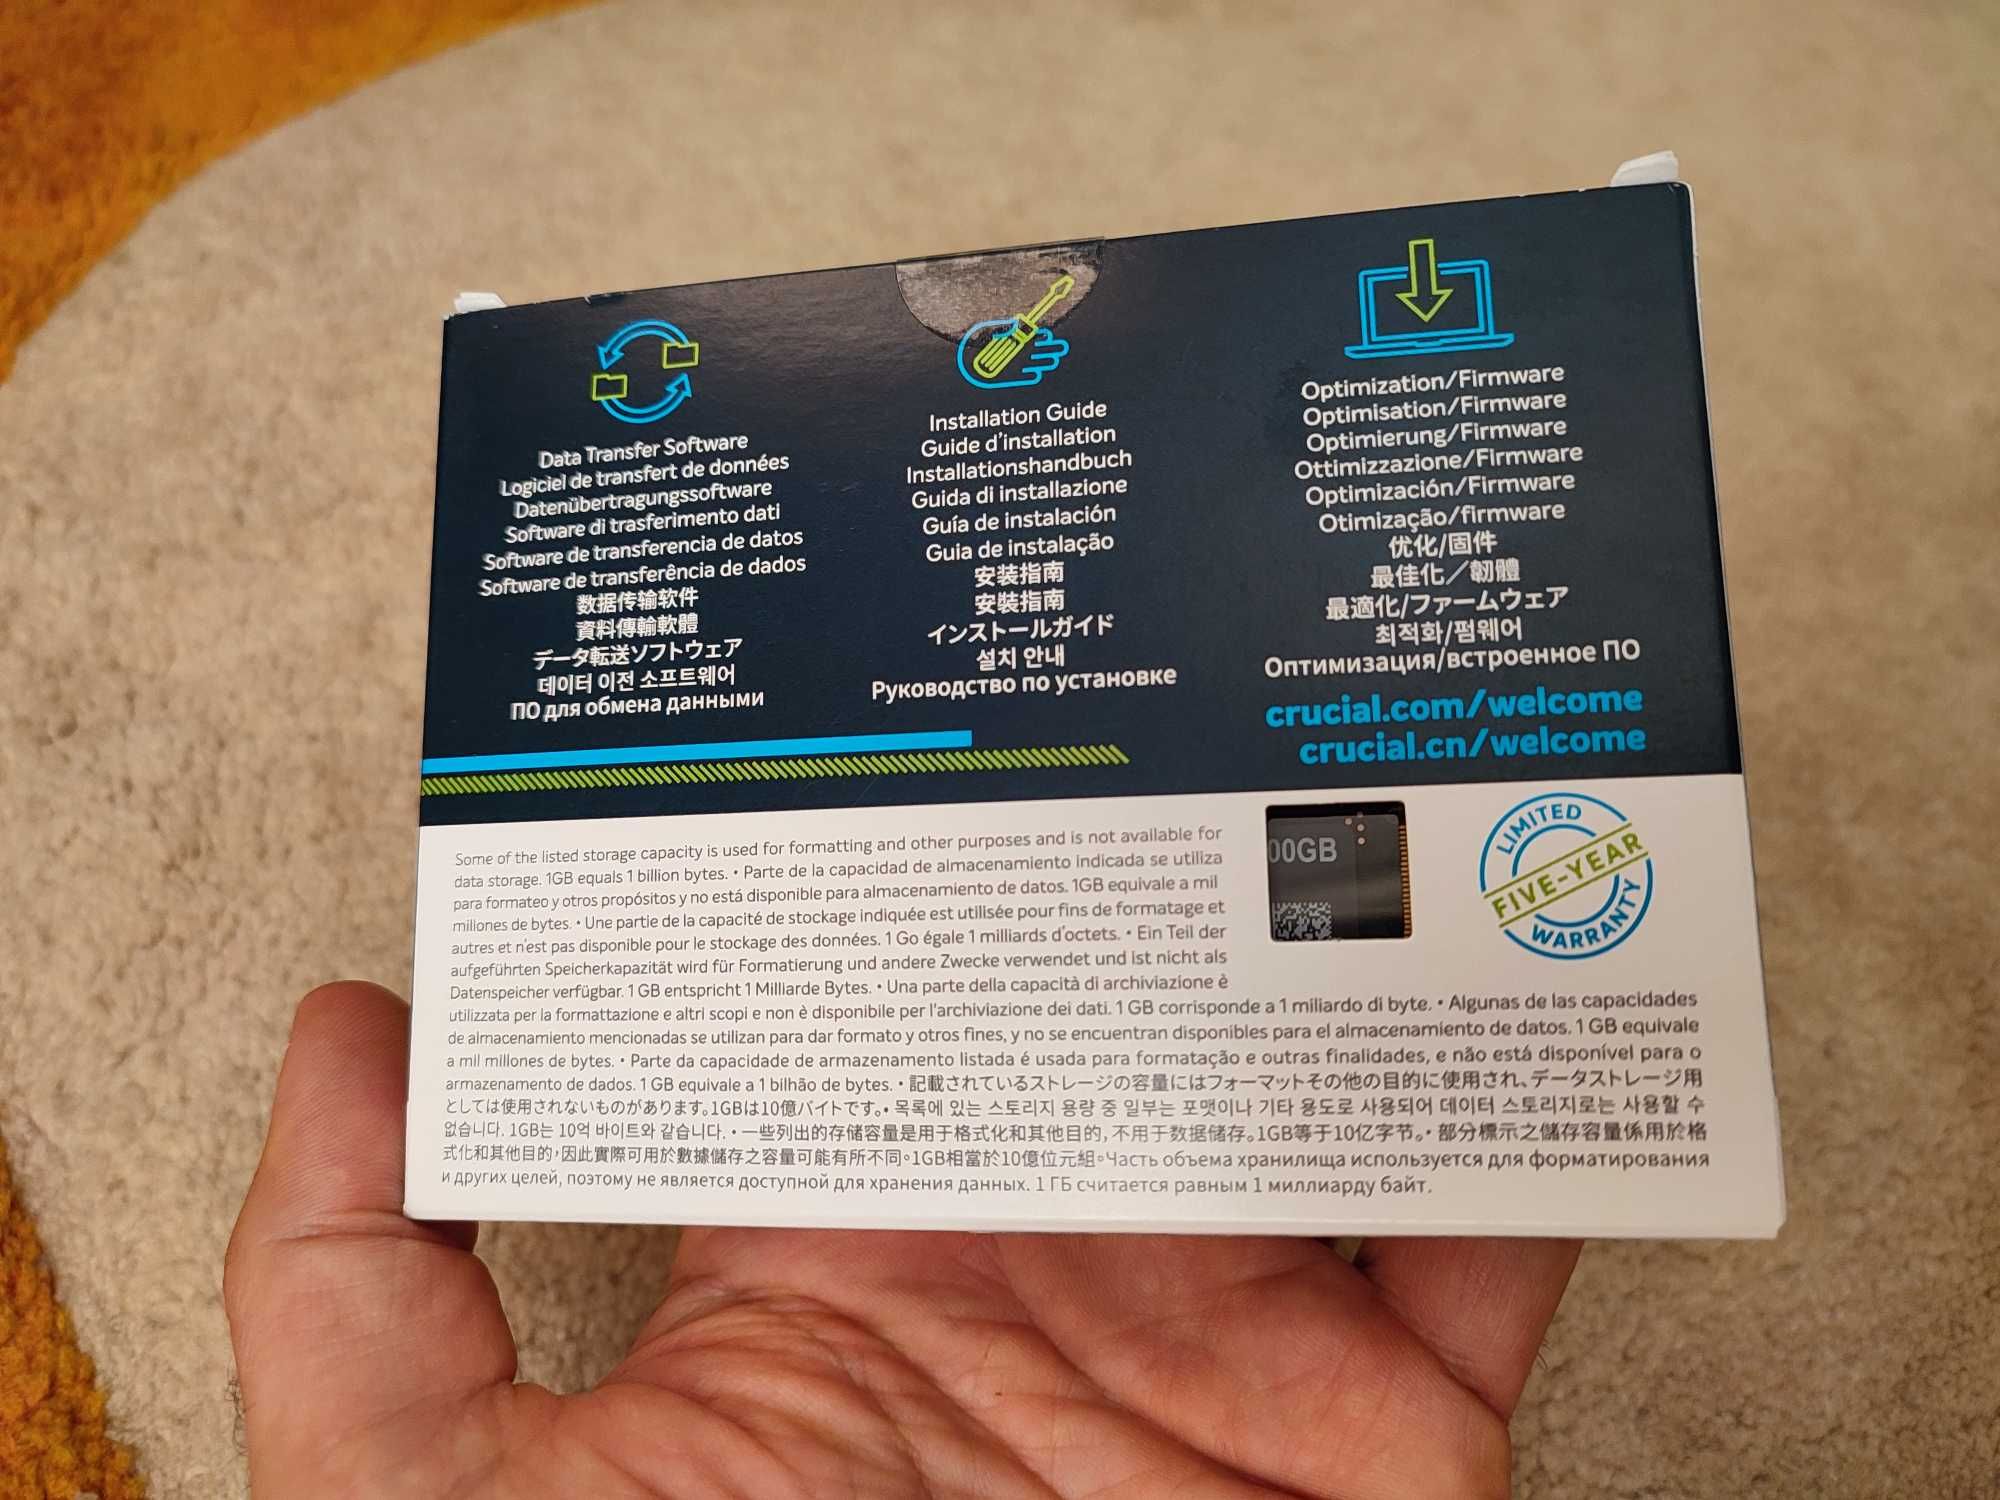 Data Transfer Software
Logiciel de transfert de données
Datenübertragungssoftware
Software di trasferimento dati
Software de transferencia de datos
Software de transferência de dados
数据传输软件
資料傳輸軟體
データ転送ソフトウェア
데이터 이전 소프트웨어
ПО для обмена данными
Installation Guide
Guide d'installation
Installationshandbuch
Guida di installazione
Guía de instalación
Guia de instalação
安装指南
安裝指南
インストールガイド
설치 안내
Руководство по установке
Optimization/Firmware
Optimisation/Firmware
Optimierung/Firmware
Ottimizzazione/Firmware
Optimización/Firmware
Otimização/firmware
优化/固件
最佳化／韌體
最適化/ファームウェア
최적화/펌웨어
Оптимизация/встроенное ПО
crucial.com/welcome
crucial.cn/welcome
Some of the listed storage capacity is used for formatting and other purposes and is not available for
data storage. 1GB equals 1 billion bytes. • Parte de la capacidad de almacenamiento indicada se utiliza
para formateo y otros propósitos y no está disponible para almacenamiento de datos. 1GB equivale a mil
millones de bytes. • Une partie de la capacité de stockage indiquée est utilisée pour fins de formatage et
autres et n'est pas disponible pour le stockage des données. 1 Go égale 1 milliards d'octets. • Ein Teil der
aufgeführten Speicherkapazität wird für Formatierung und andere Zwecke verwendet und ist nicht als
Datenspeicher verfügbar. 1 GB entspricht 1 Milliarde Bytes. • Una parte della capacità di archiviazione è
utilizzata per la formattazione e altri scopi e non è disponibile per l'archiviazione dei dati. 1 GB corrisponde a 1 miliardo di byte. • Algunas de las capacidades
de almacenamiento mencionadas se utilizan para dar formato y otros fines, y no se encuentran disponibles para el almacenamiento de datos. 1 GB equivale
a mil millones de bytes. • Parte da capacidade de armazenamento listada é usada para formatação e outras finalidades, e não está disponível para o
armazenamento de dados. 1 GB equivale a 1 bilhão de bytes. • 記載されているストレージの容量にはフォーマットその他の目的に使用され、データストレージ用
としては使用されないものがあります。1GBは10億バイトです。• 목록에 있는 스토리지 용량 중 일부는 포맷이나 기타 용도로 사용되어 데이터 스토리지로는 사용할 수
없습니다. 1GB는 10억 바이트와 같습니다. • 一些列出的存储容量是用于格式化和其他目的, 不用于数据储存。1GB等于10亿字节。• 部分標示之儲存容量係用於格
式化和其他目的，因此實際可用於數據儲存之容量可能有所不同。1GB相當於10億位元組。Часть объема хранилища используется для форматирования
и других целей, поэтому не является доступной для хранения данных. 1 ГБ считается равным 1 миллиарду байт.
00GB
LIMITED
FIVE-YEAR
WARRANTY